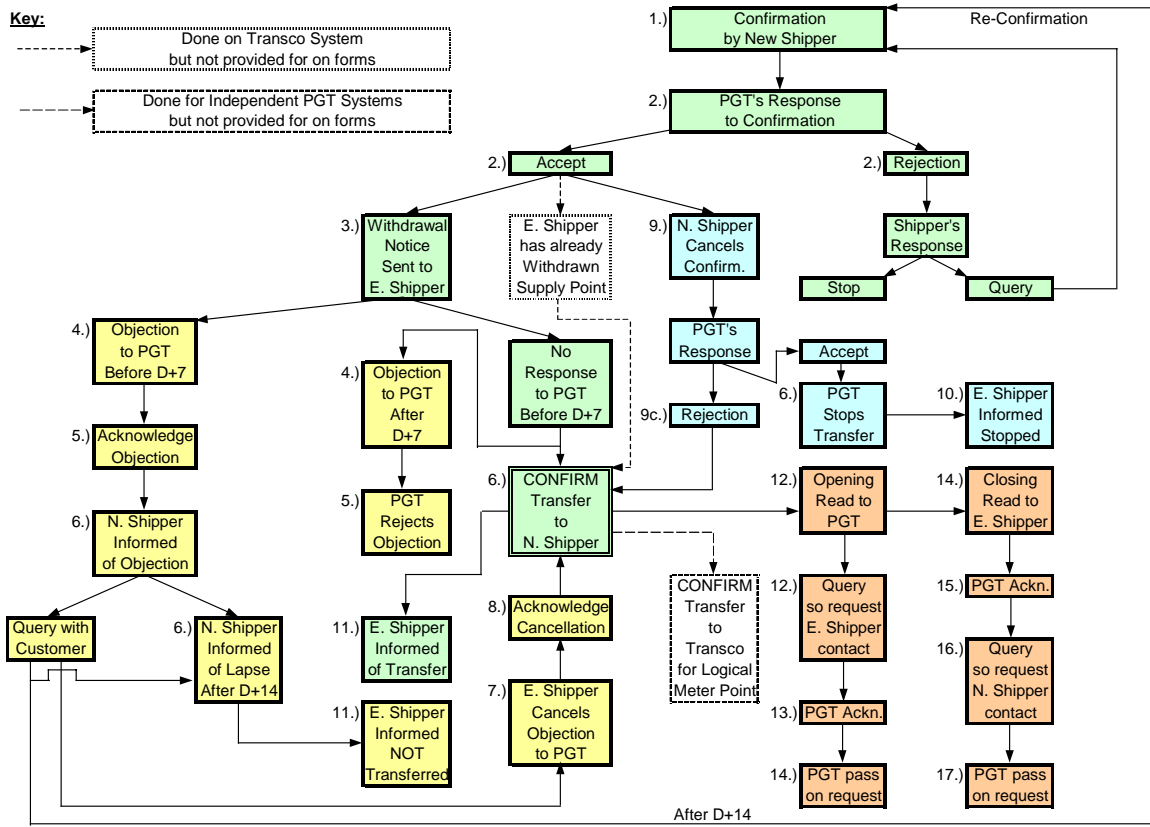 Key:
Done on Transco System
but not provided for on forms
Done for Independent PGT Systems
but not provided for on forms
1.)
Confirmation
by New Shipper
Re-Confirmation
2.)
PGT's Response
to Confirmation
2.)
Accept
2.)
Rejection
3.)
Withdrawal
Notice
Sent to
E. Shipper
E. Shipper
has already
Withdrawn
Supply Point
9.)
N. Shipper
Cancels
Confirm.
Shipper's
Response
Stop
Query
4.)
Objection
to PGT
Before D+7
4.)
Objection
to PGT
After
D+7
No
Response
to PGT
Before D+7
PGT's
Response
Accept
9c.)
Rejection
6.)
PGT
Stops
Transfer
10.)
E. Shipper
Informed
Stopped
5.)
Acknowledge
Objection
5.)
PGT
Rejects
Objection
6.)
CONFIRM
Transfer
to
N. Shipper
12.)
Opening
Read to
PGT
14.)
Closing
Read to
E. Shipper
6.)
N. Shipper
Informed
of Objection
CONFIRM
Transfer
to
Transco
for Logical
Meter Point
12.)
Query
so request
E. Shipper
contact
15.)
PGT Ackn.
Query with
Customer
6.)
N. Shipper
Informed
of Lapse
After D+14
11.)
E. Shipper
Informed
of Transfer
8.)
Acknowledge
Cancellation
16.)
Query
so request
N. Shipper
contact
11.)
E. Shipper
Informed
NOT
Transferred
7.)
E. Shipper
Cancels
Objection
to PGT
13.)
PGT Ackn.
14.)
PGT pass
on request
17.)
PGT pass
on request
After D+14